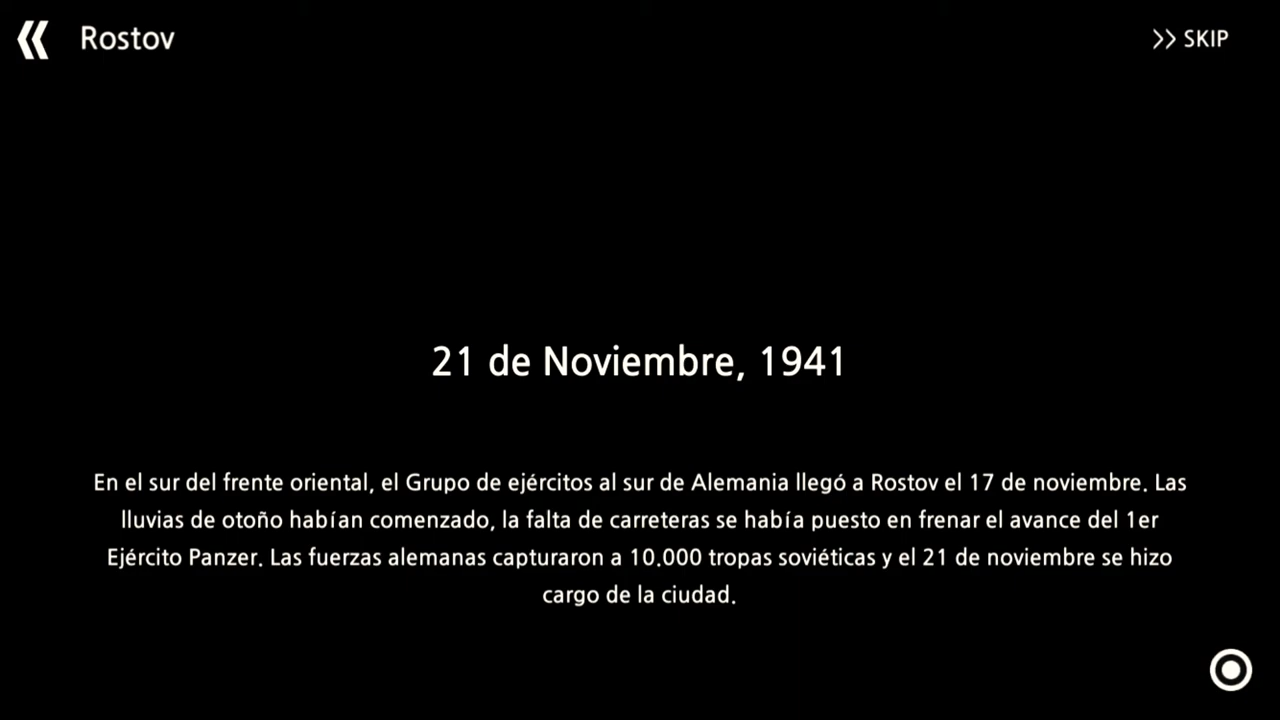 Rostov
SKIP
21 de Noviembre, 1941
En el sur del frente oriental, el Grupo de ejércitos al sur de Alemania llegó a Rostov el 17 de noviembre. Las
lluvias de otoño habían comenzado, la falta de carreteras se había puesto en frenar el avance del 1er
Ejército Panzer. Las fuerzas alemanas capturaron a 10.000 tropas soviéticas y el 21 de noviembre se hizo
cargo de la ciudad.